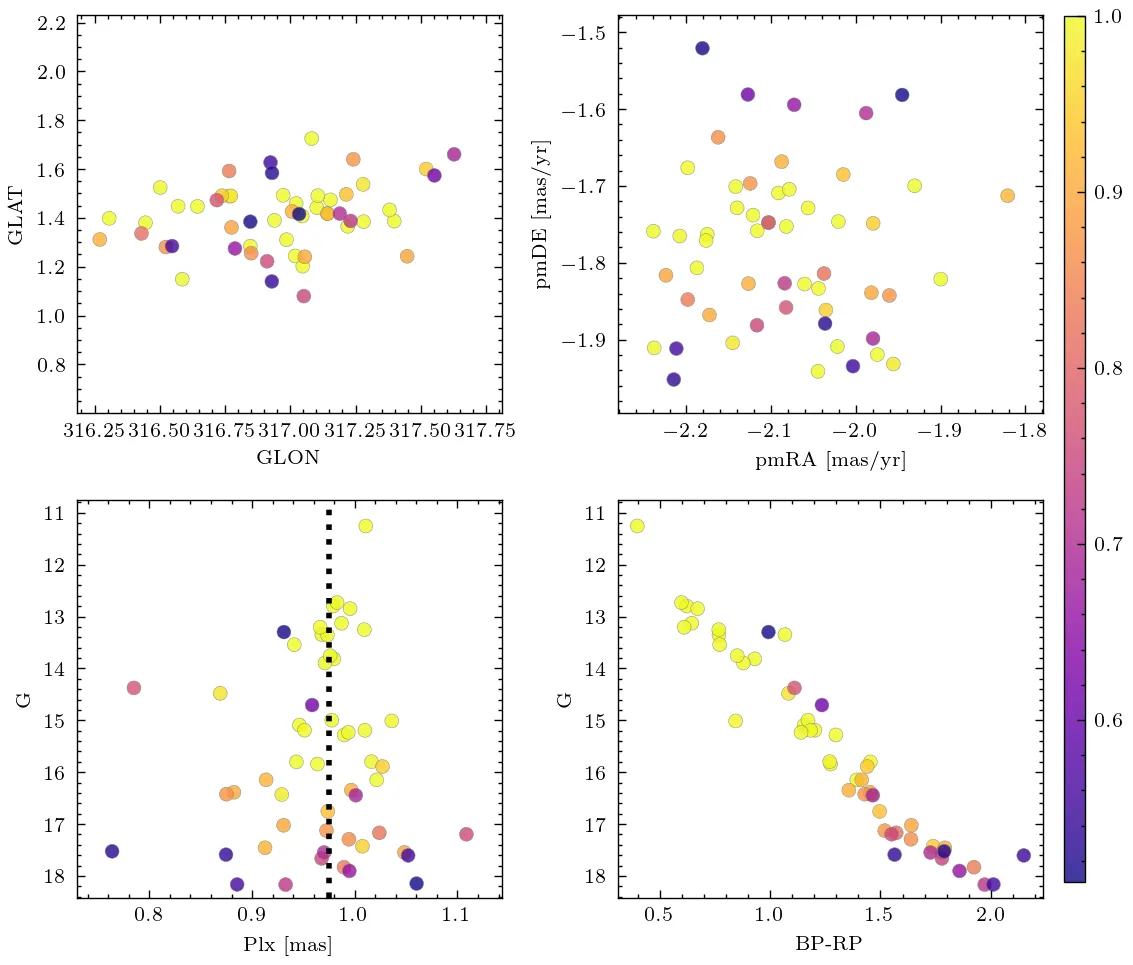 2.2
2.0
1.8
1.6
1.4
1.2
1.0
0.8
GLAT
316.25 316.50 316.75 317.00 317.25 317.50 317.75
GLON
−1.5
−1.6
−1.7
−1.8
−1.9
pmDE [mas/yr]
−2.2 −2.1 −2.0 −1.9 −1.8
pmRA [mas/yr]
1.0
0.9
0.8
0.7
0.6
11
12
13
14
15
16
17
18
G
0.8 0.9 1.0 1.1
Plx [mas]
11
12
13
14
15
16
17
18
G
0.5 1.0 1.5 2.0
BP-RP